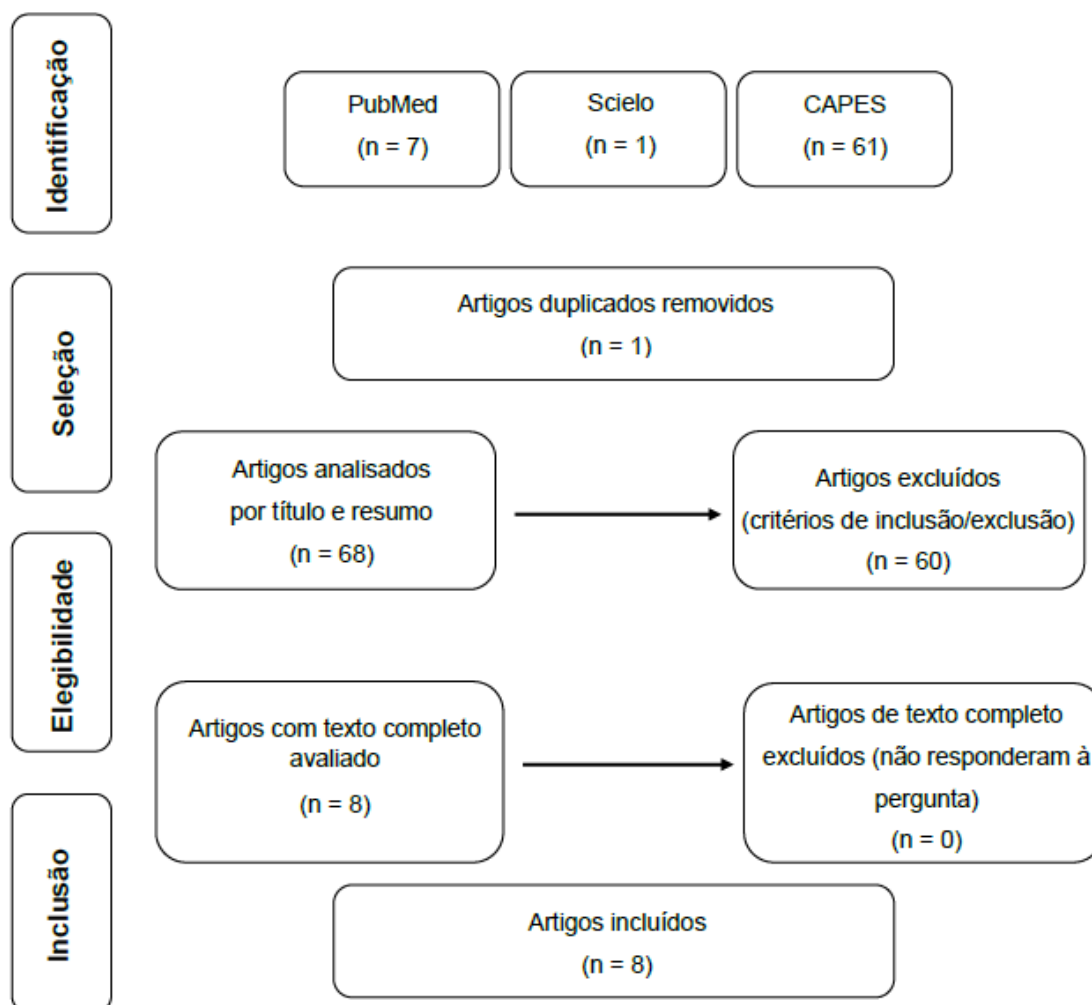 Identificação
PubMed
(n = 7)
Scielo
(n = 1)
CAPES
(n = 61)
Seleção
Artigos duplicados removidos
(n = 1)
Artigos analisados
por título e resumo
(n = 68)
Artigos excluídos
(critérios de inclusão/exclusão)
(n = 60)
Elegibilidade
Artigos com texto completo
avaliado
(n = 8)
Artigos de texto completo
excluídos (não responderam à
pergunta)
(n = 0)
Inclusão
Artigos incluídos
(n = 8)